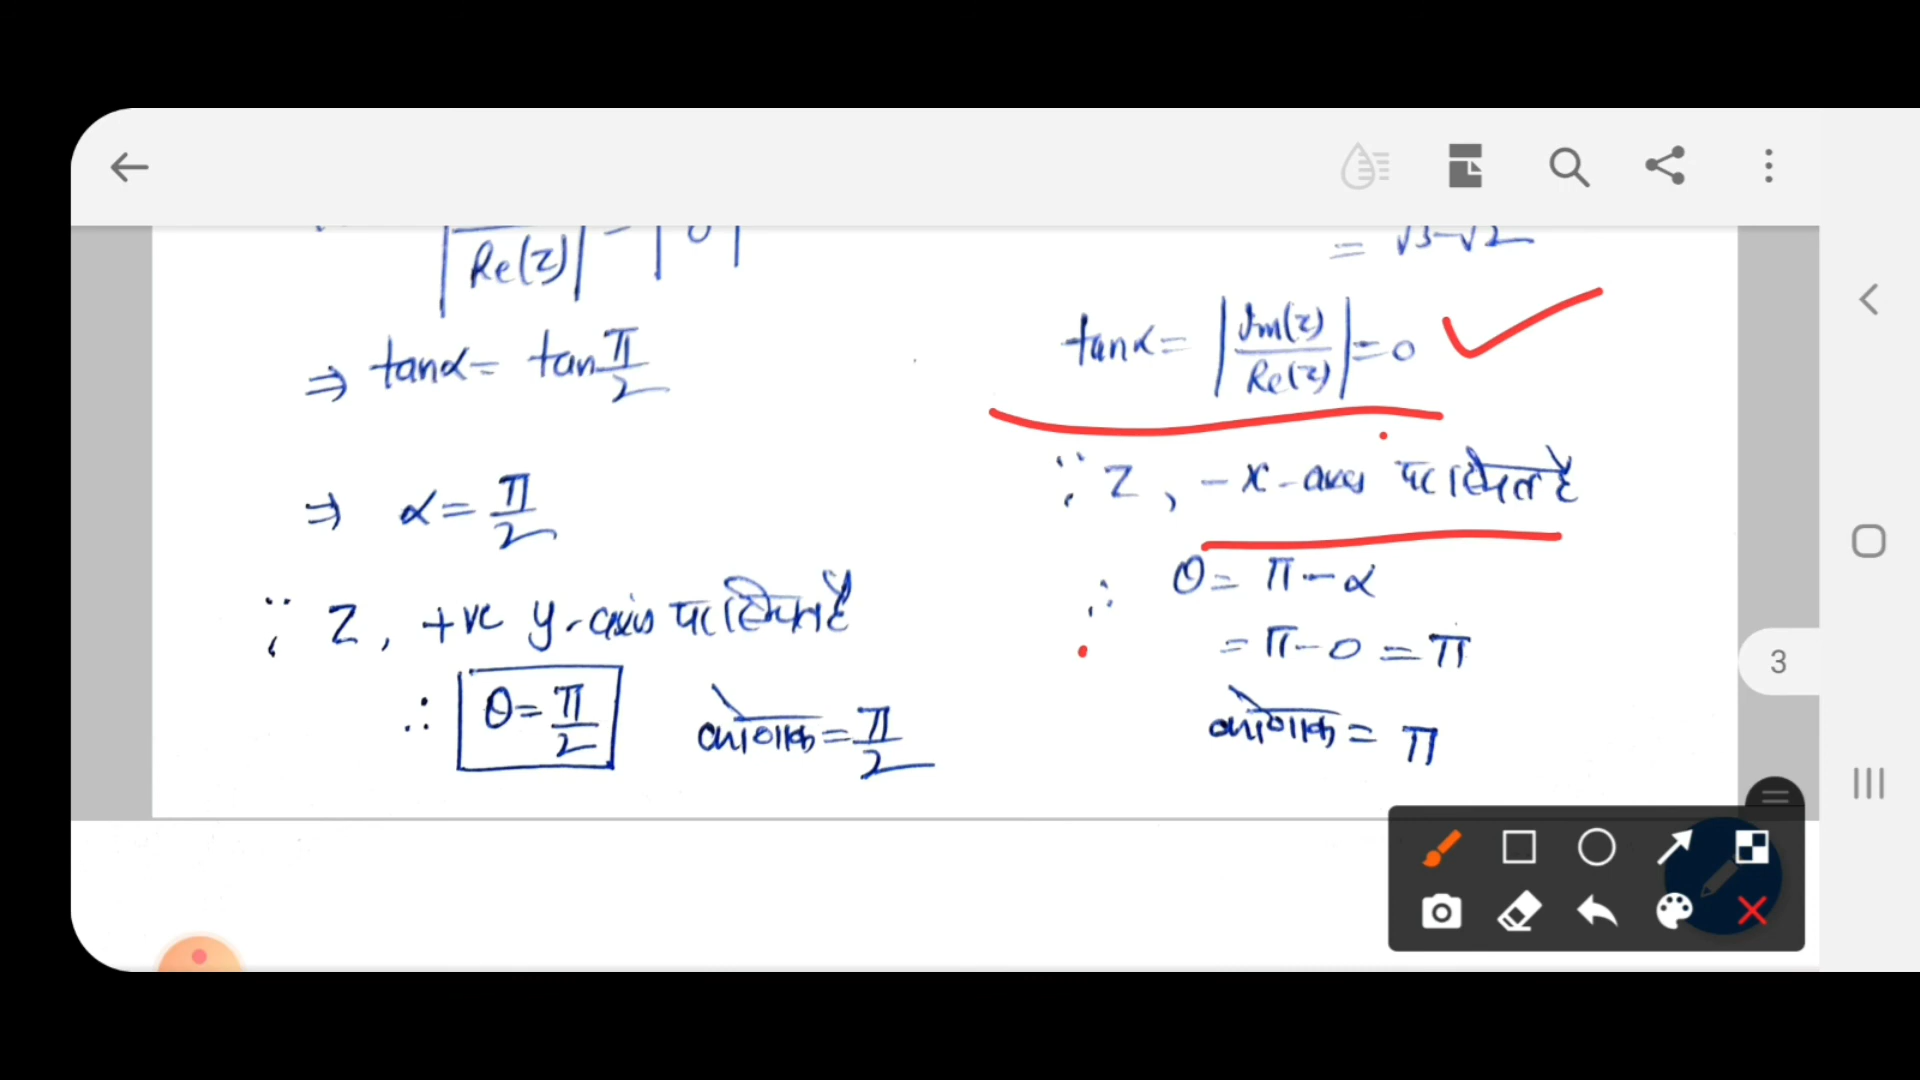 Re(z)
⇒ tanα = tan π/2
⇒ α = π/2
∵ z, +ve y-axis पर स्थित है
∴ θ = π/2 कोणांक = π/2
= √3-√2
tanα = |Im(z)/Re(z)| = 0
∵ z, -x-axis पर स्थित है
∴ θ = π-α
= π-0 = π
कोणांक = π
3